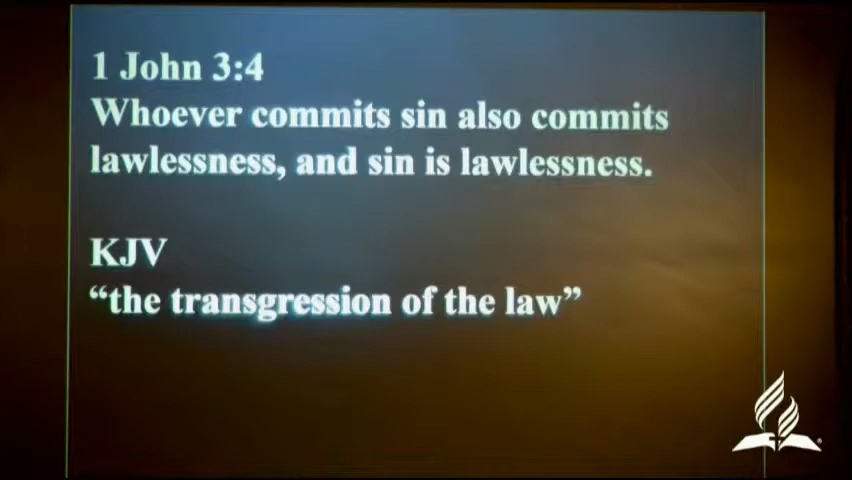 1 John 3:4
Whoever commits sin also commits
lawlessness, and sin is lawlessness.
KJV
“the transgression of the law”